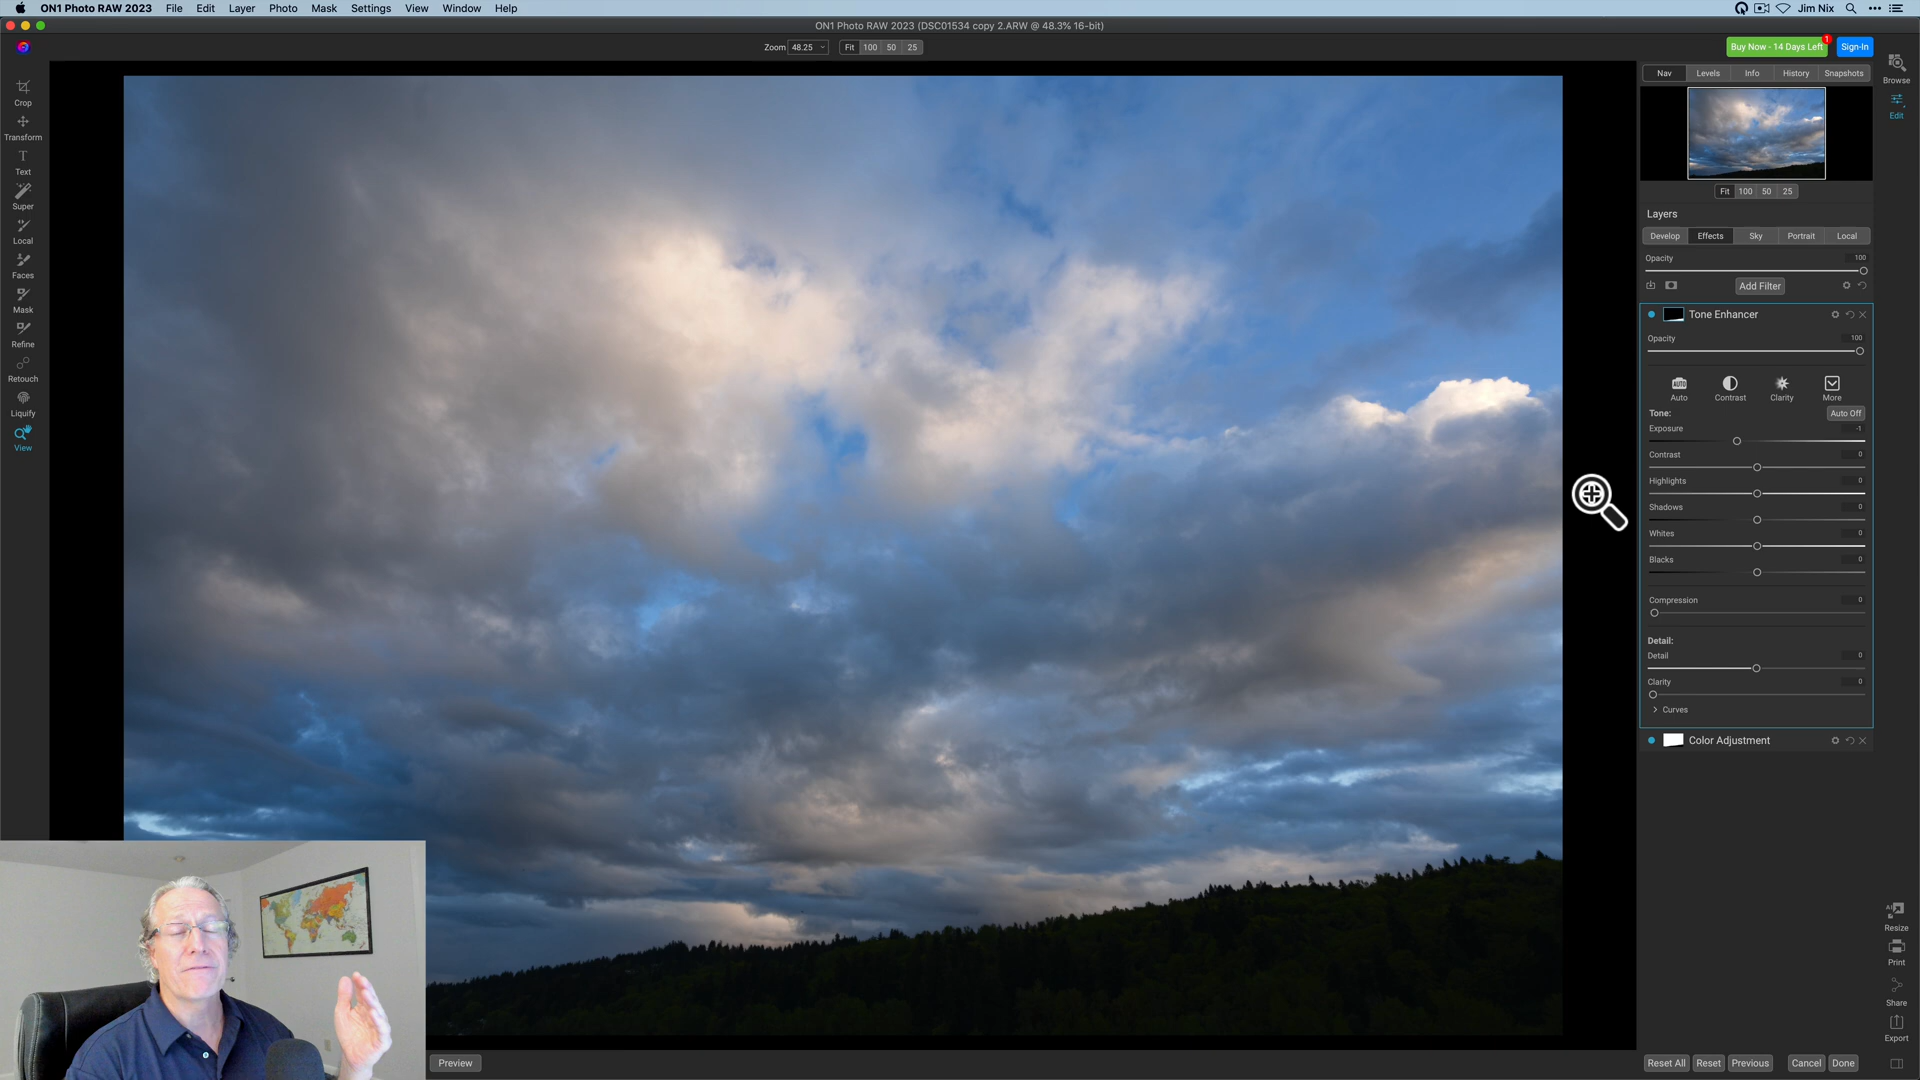 ON1 Photo RAW 2023 File Edit Layer Photo Mask Settings View Window Help Jim Nix
ON1 Photo RAW 2023 (DSC01534 copy 2.ARW @ 48.3% 16-bit)
Zoom 48.25 Fit 100 50 25
Buy Now - 14 Days Left 1 Sign-In
Crop
Transform
Text
Super
Local
Faces
Mask
Refine
Retouch
Liquify
View
Nav Levels Info History Snapshots
Browse
Edit
Fit 100 50 25
Layers
Develop Effects Sky Portrait Local
Opacity 100
Add Filter
Tone Enhancer
Opacity 100
AUTO
Auto Contrast Clarity More
Tone: Auto Off
Exposure -1
Contrast 0
Highlights 0
Shadows 0
Whites 0
Blacks 0
Compression 0
Detail:
Detail 0
Clarity 0
Curves
Color Adjustment
AI
Resize
Print
Share
Export
Preview
Reset All Reset Previous Cancel Done